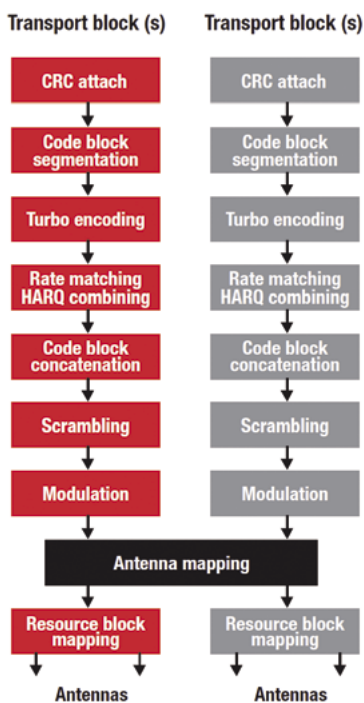 Transport block (s)
Transport block (s)
CRC attach
CRC attach
Code block
segmentation
Code block
segmentation
Turbo encoding
Turbo encoding
Rate matching
HARQ combining
Rate matching
HARQ combining
Code block
concatenation
Code block
concatenation
Scrambling
Scrambling
Modulation
Modulation
Antenna mapping
Resource block
mapping
Resource block
mapping
Antennas
Antennas